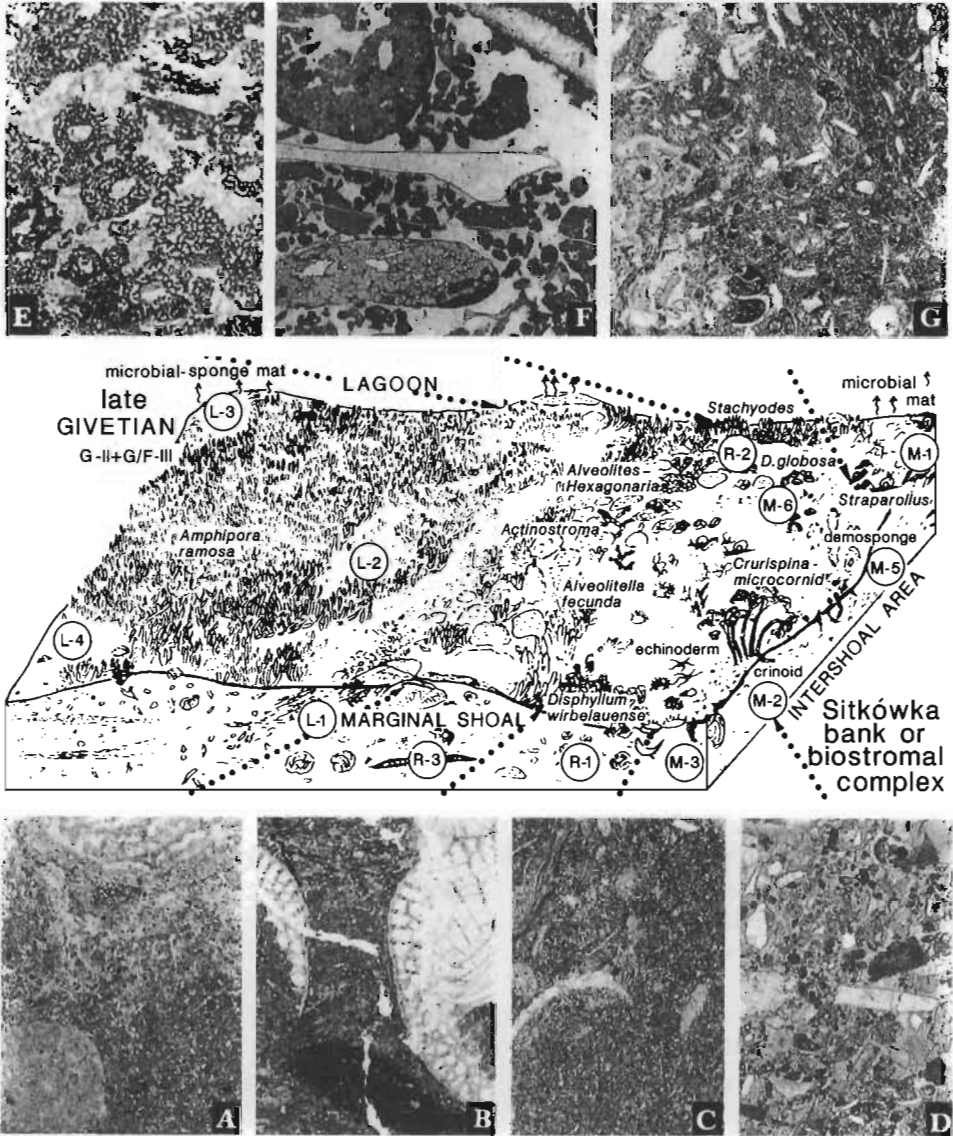 E
F
G
microbial-sponge mat
LAGOON
microbial
mat
late
GIVETIAN
G-II+G/F-III
L-3
Stachyodes
R-2
M-1
D.globosa
Alveolites-
Hexagonaria
M-6
Straparollus
Actinostroma
demosponge
Amphipora
ramosa
L-2
Crurispina-
microcornid
M-5
Alveolitella
fecunda
INTERSHOAL AREA
L-4
echinoderm
crinoid
M-2
Disphyllum
wirbelauense
L-1
MARGINAL SHOAL
Sitkówka
bank or
biostromal
complex
R-3
R-1
M-3
A
B
C
D